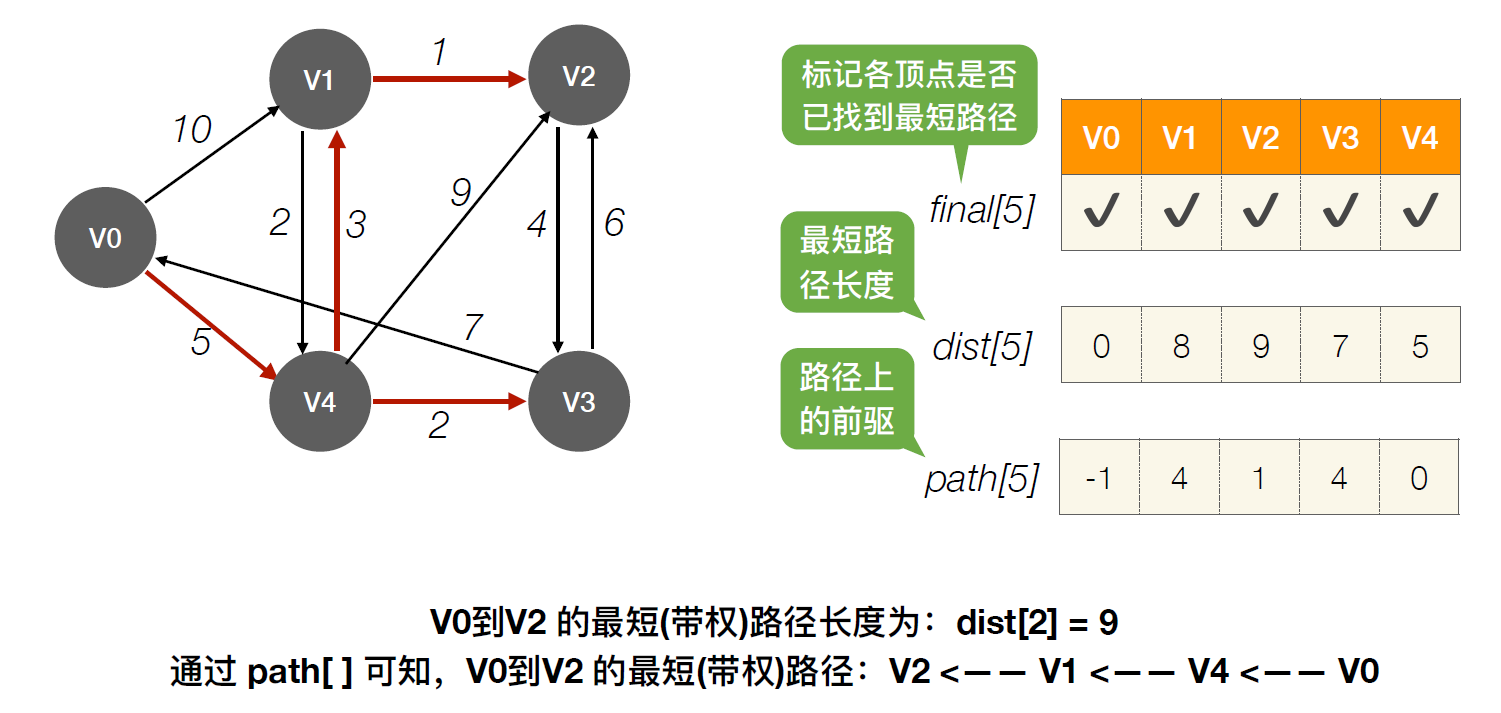 V1
1
V2
10
V0
2
3
9
4
6
5
7
V4
2
V3
标记各顶点是否
已找到最短路径
V0 V1 V2 V3 V4
final[5] ✔ ✔ ✔ ✔ ✔
最短路
径长度
dist[5] 0 8 9 7 5
路径上
的前驱
path[5] -1 4 1 4 0
V0到V2 的最短(带权)路径长度为：dist[2] = 9
通过 path[ ] 可知，V0到V2 的最短(带权)路径：V2 <—— V1 <—— V4 <—— V0